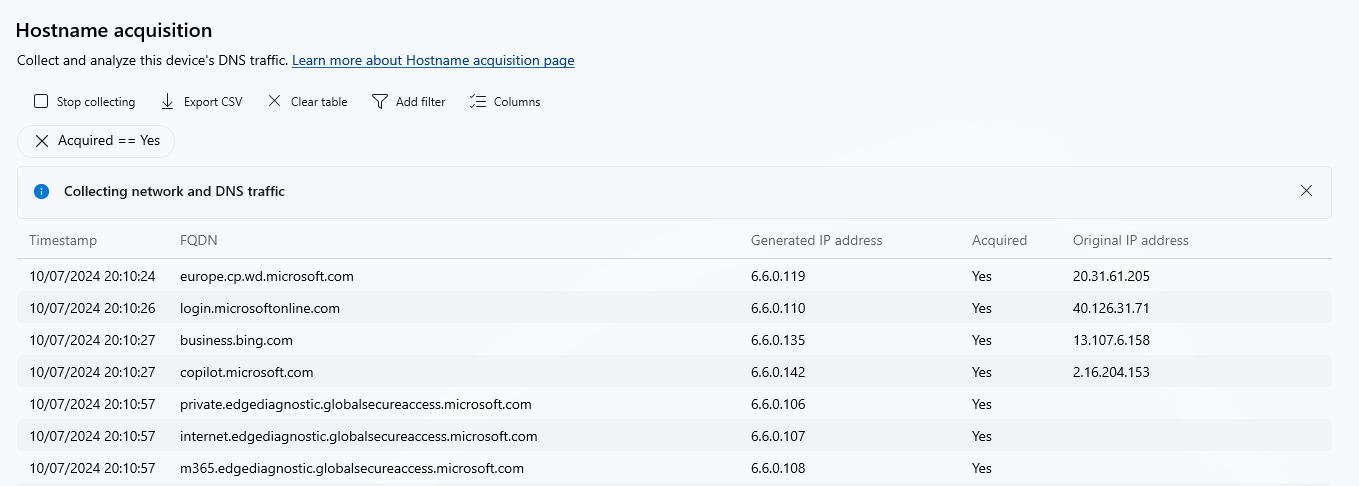 Hostname acquisition
Collect and analyze this device's DNS traffic. Learn more about Hostname acquisition page
Stop collecting Export CSV Clear table Add filter Columns
Acquired == Yes
Collecting network and DNS traffic
Timestamp FQDN Generated IP address Acquired Original IP address
10/07/2024 20:10:24 europe.cp.wd.microsoft.com 6.6.0.119 Yes 20.31.61.205
10/07/2024 20:10:26 login.microsoftonline.com 6.6.0.110 Yes 40.126.31.71
10/07/2024 20:10:27 business.bing.com 6.6.0.135 Yes 13.107.6.158
10/07/2024 20:10:27 copilot.microsoft.com 6.6.0.142 Yes 2.16.204.153
10/07/2024 20:10:57 private.edgediagnostic.globalsecureaccess.microsoft.com 6.6.0.106 Yes
10/07/2024 20:10:57 internet.edgediagnostic.globalsecureaccess.microsoft.com 6.6.0.107 Yes
10/07/2024 20:10:57 m365.edgediagnostic.globalsecureaccess.microsoft.com 6.6.0.108 Yes